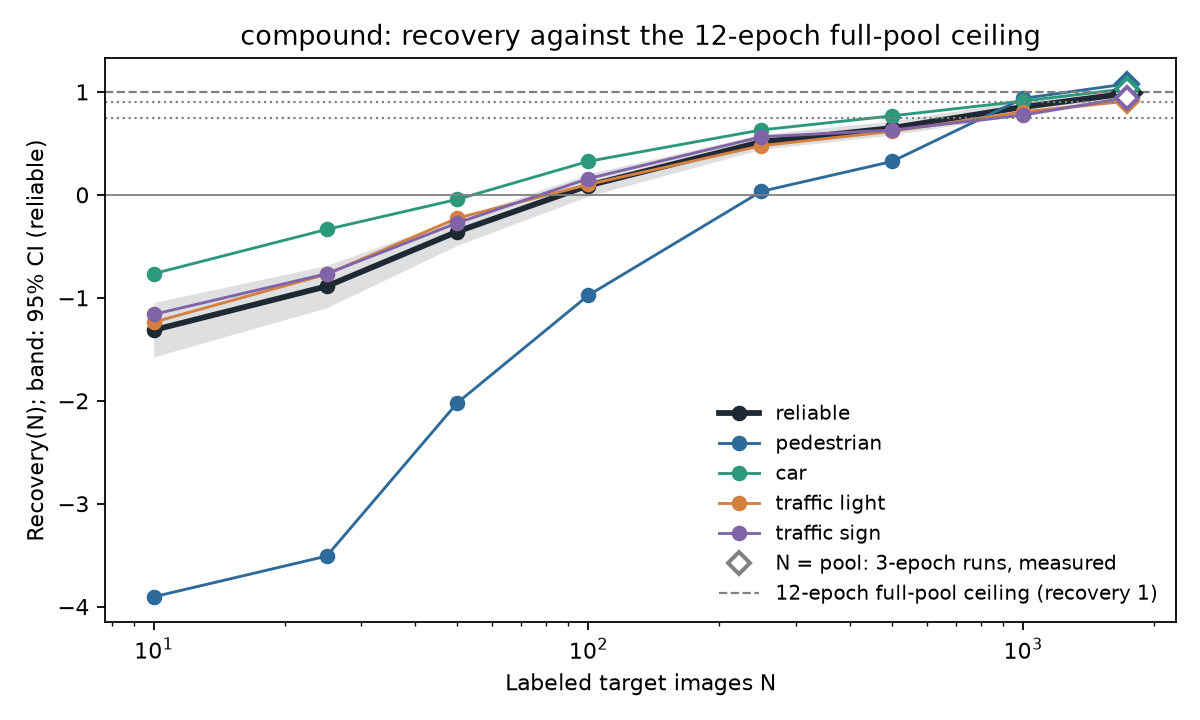 compound: recovery against the 12-epoch full-pool ceiling
Recovery(N); band: 95% CI (reliable)
1
0
−1
−2
−3
−4
reliable
pedestrian
car
traffic light
traffic sign
N = pool: 3-epoch runs, measured
12-epoch full-pool ceiling (recovery 1)
10¹ 10² 10³
Labeled target images N